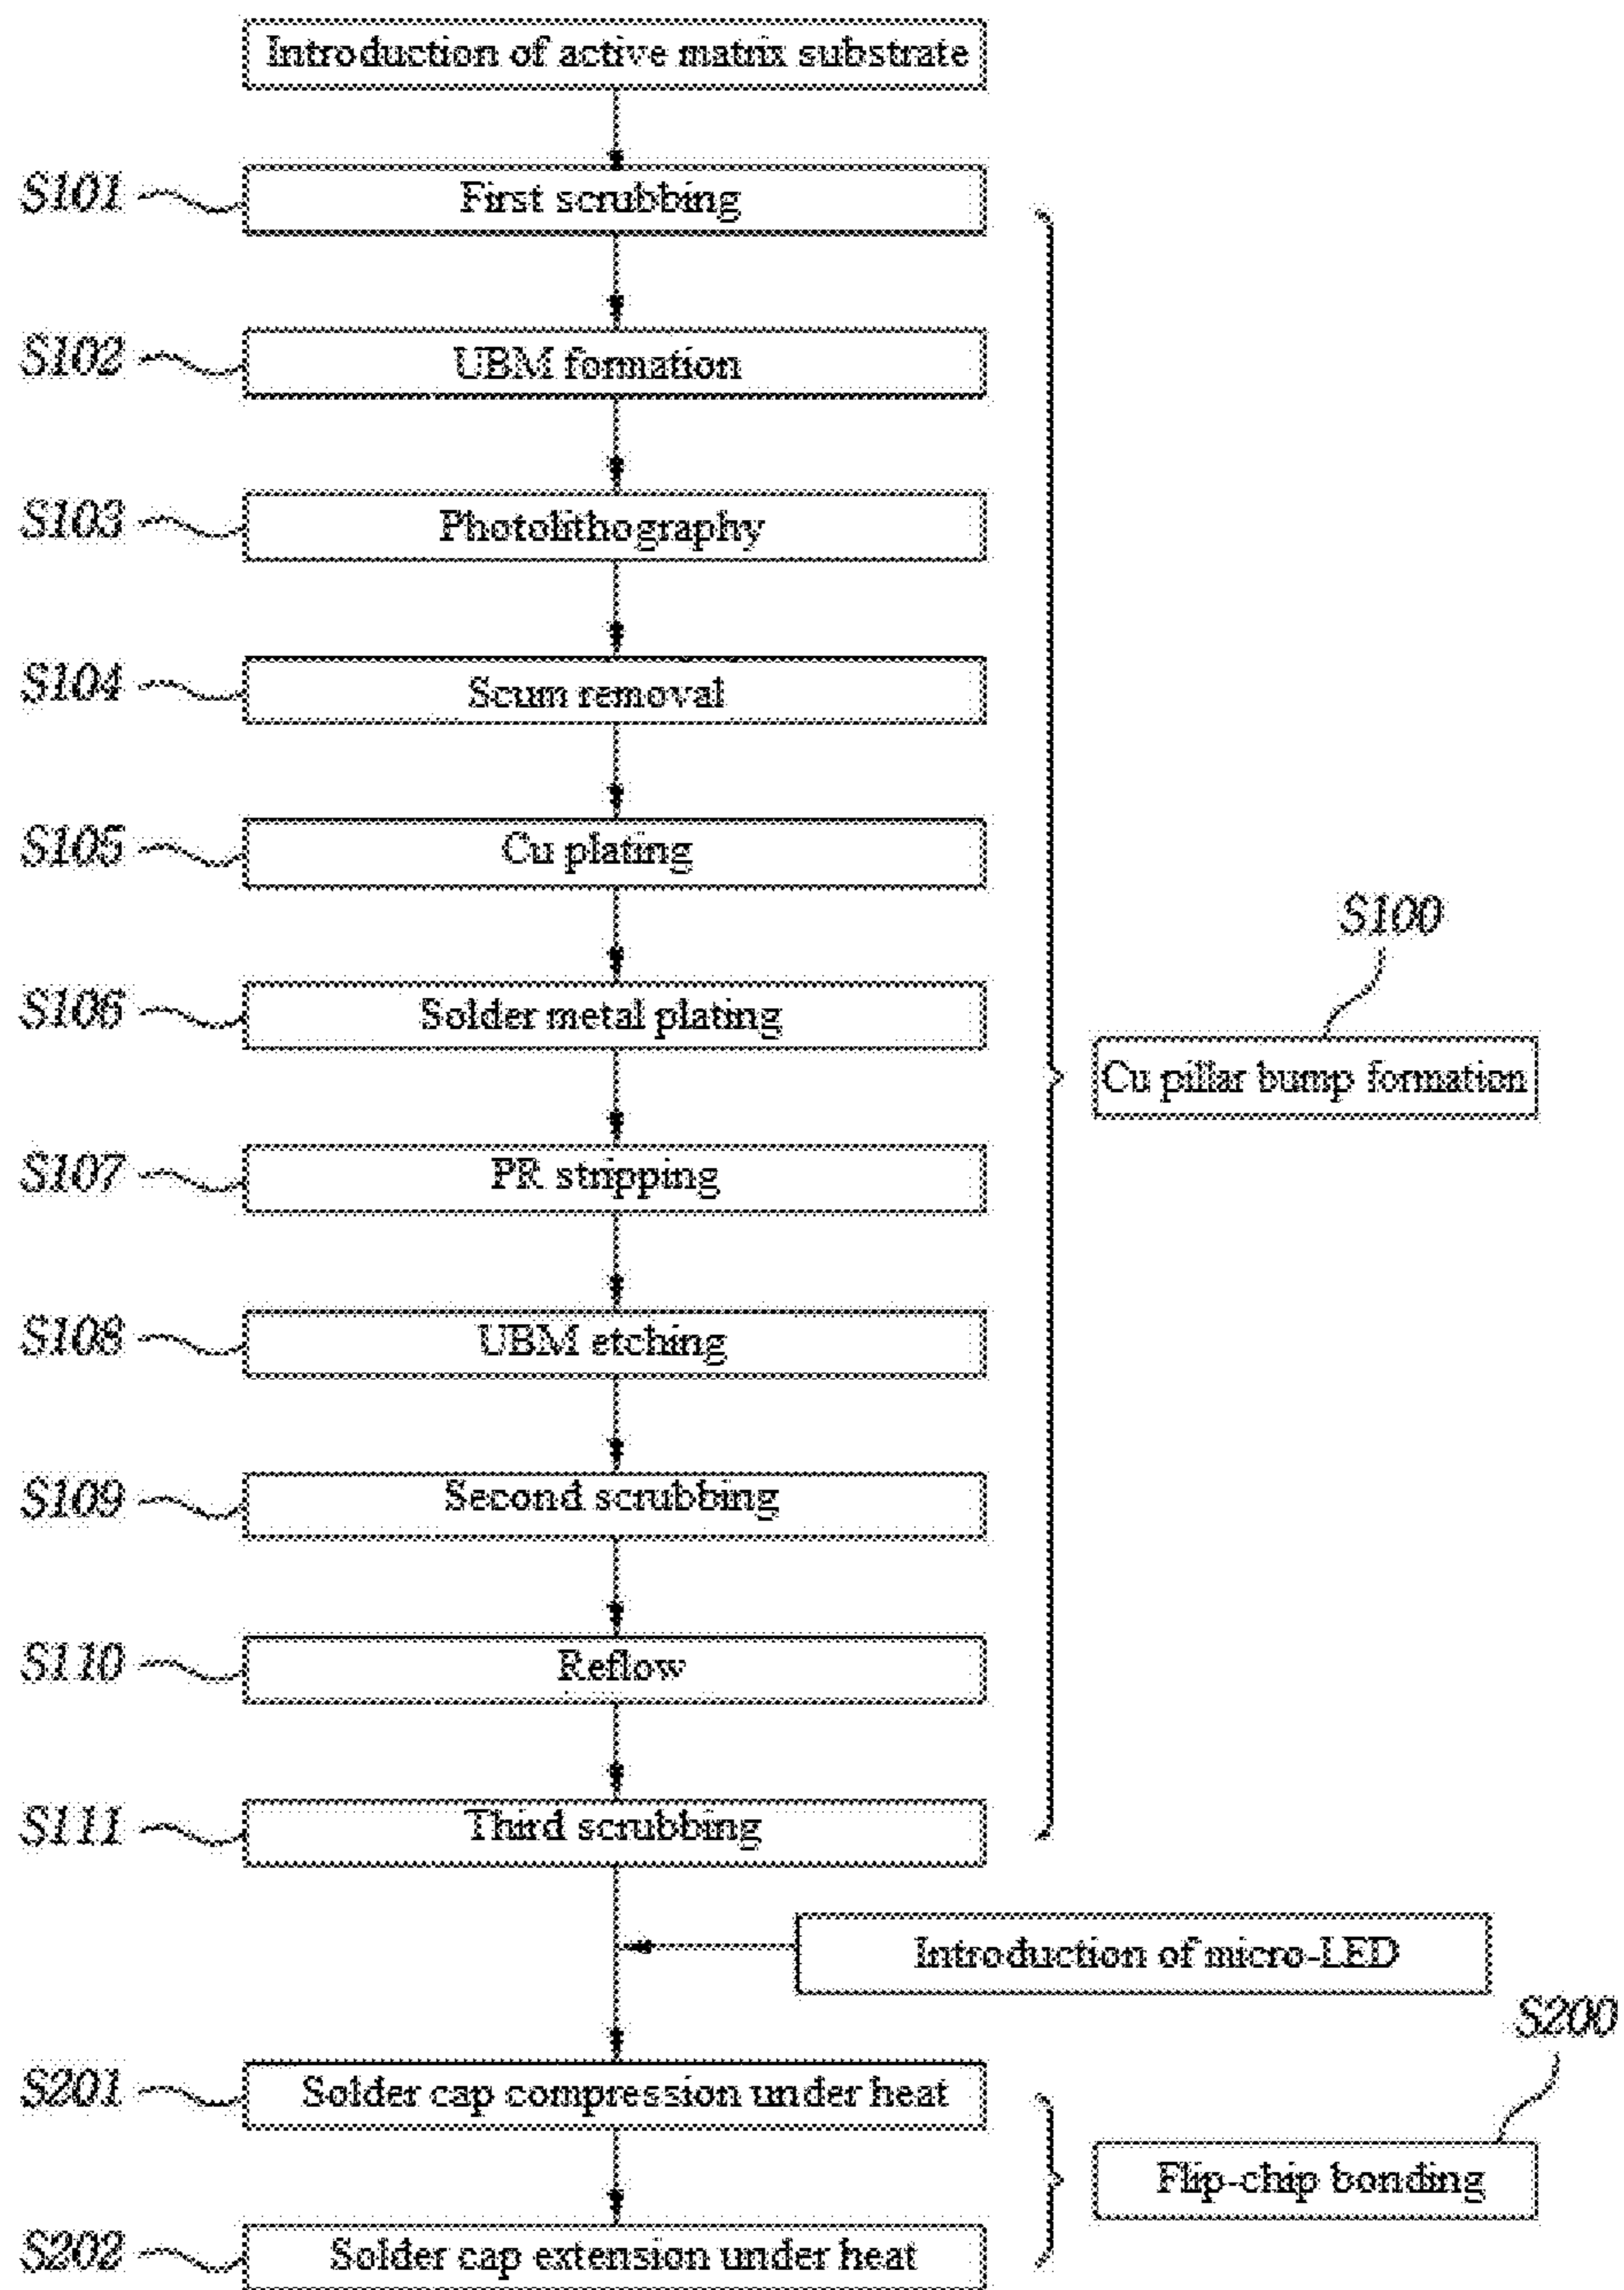 Introduction of active matrix substrate
S101
First scrubbing
S102
UBM formation
S103
Photolithography
S104
Scum removal
S105
Cu plating
S100
S106
Solder metal plating
Cu pillar bump formation
S107
PR stripping
S108
UBM etching
S109
Second scrubbing
S110
Reflow
S111
Third scrubbing
Introduction of micro-LED
S200
S201
Solder cap compression under heat
Flip-chip bonding
S202
Solder cap extension under heat